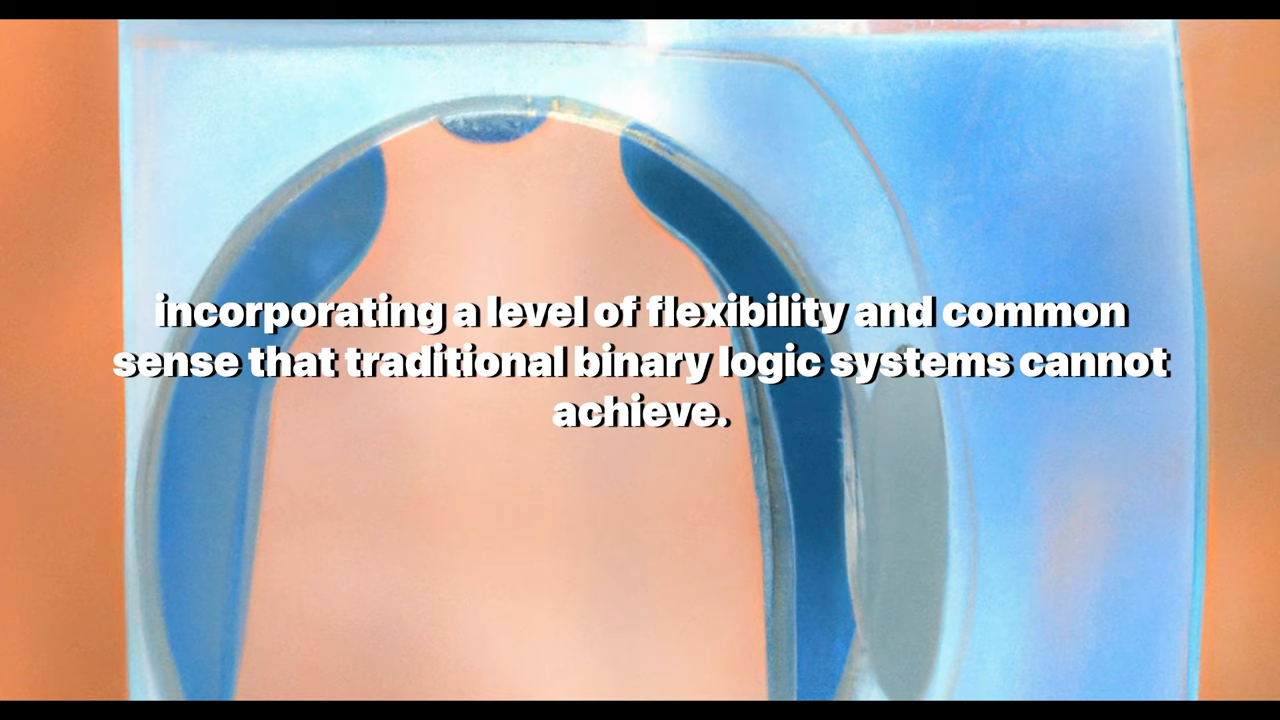 incorporating a level of flexibility and common
sense that traditional binary logic systems cannot
achieve.